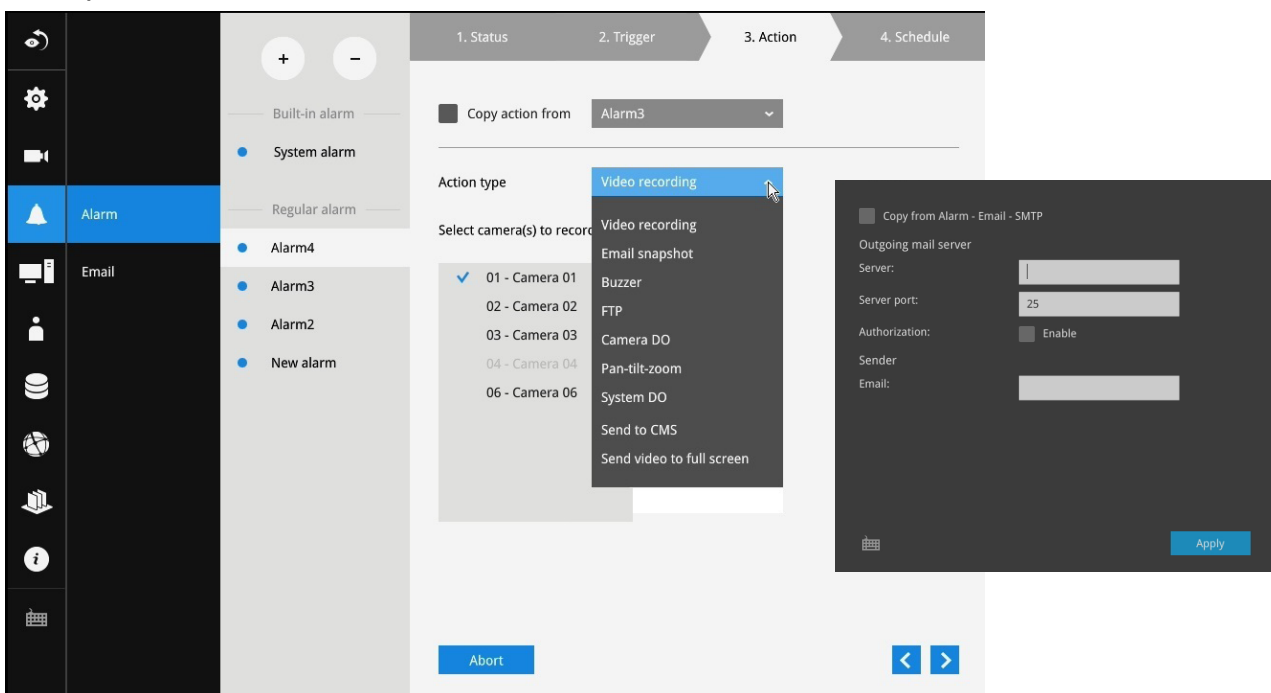 1. Status
2. Trigger
3. Action
4. Schedule
+
-
Built-in alarm
System alarm
Regular alarm
Alarm4
Alarm3
Alarm2
New alarm
Alarm
Email
Copy action from
Alarm3
Action type
Video recording
Select camera(s) to recor
01 - Camera 01
02 - Camera 02
03 - Camera 03
04 - Camera 04
06 - Camera 06
Video recording
Email snapshot
Buzzer
FTP
Camera DO
Pan-tilt-zoom
System DO
Send to CMS
Send video to full screen
Abort
Copy from Alarm - Email - SMTP
Outgoing mail server
Server:
Server port:
25
Authorization:
Enable
Sender
Email:
Apply